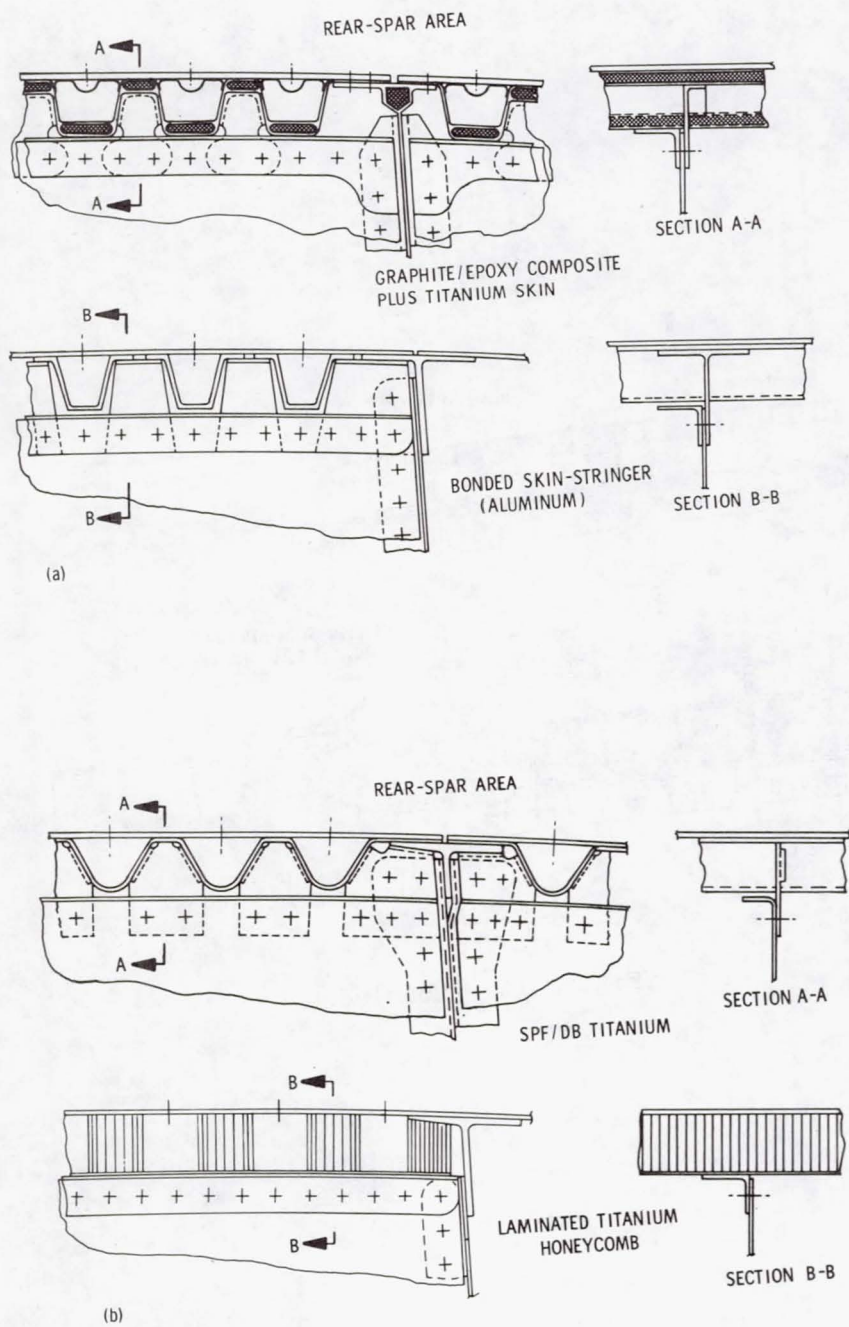 REAR-SPAR AREA
A
A
SECTION A-A
GRAPHITE/EPOXY COMPOSITE
PLUS TITANIUM SKIN
B
B
BONDED SKIN-STRINGER
(ALUMINUM)
SECTION B-B
(a)
REAR-SPAR AREA
A
A
SECTION A-A
SPF/DB TITANIUM
B
B
LAMINATED TITANIUM
HONEYCOMB
SECTION B-B
(b)